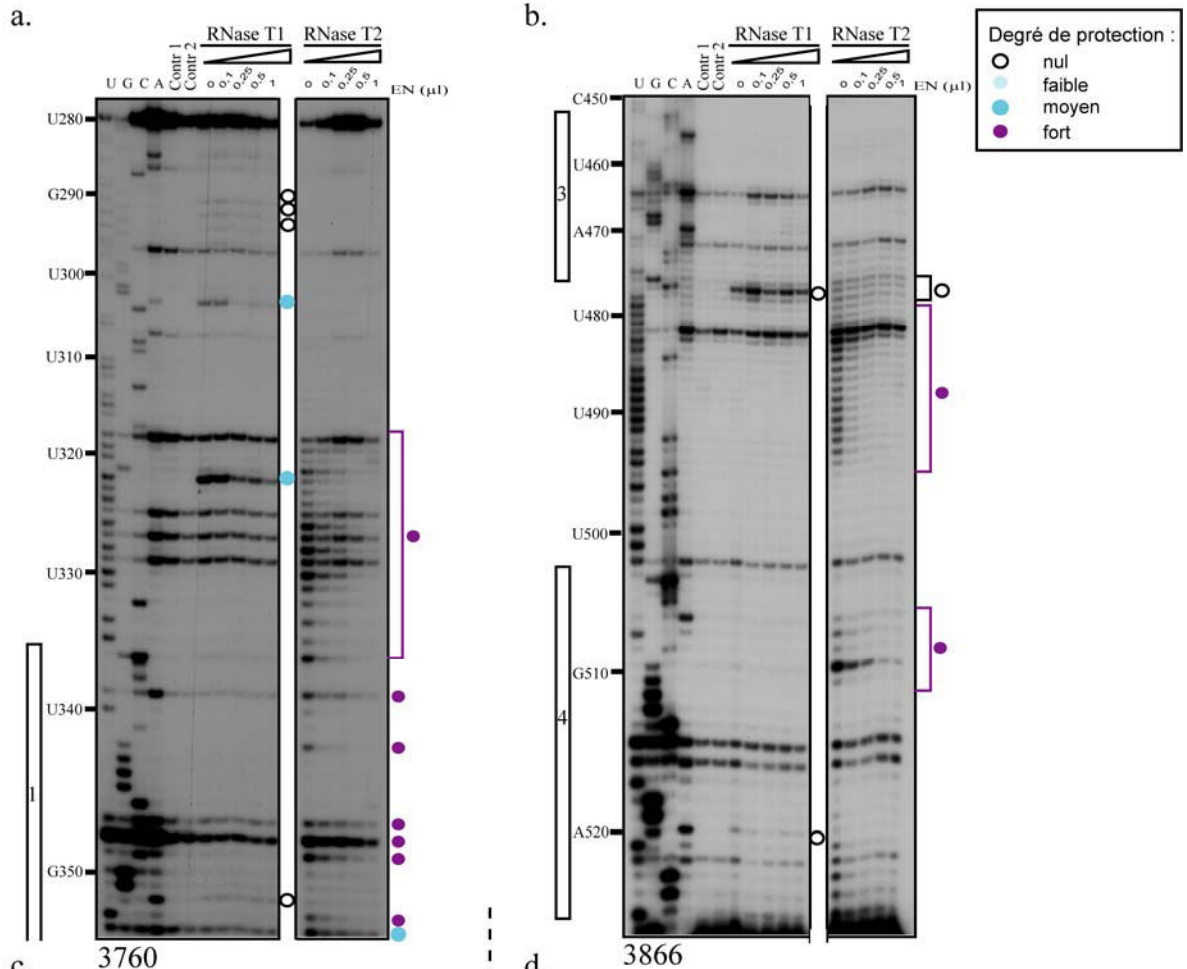 a.
RNase T1
RNase T2
U G C A Contr 1 Contr 2 0 0,1 0,25 0,5 1
0 0,1 0,25 0,5 1 EN (µl)
U280
G290
U300
U310
U320
U330
U340
G350
1
3760
c.
b.
RNase T1
RNase T2
U G C A Contr 1 Contr 2 0 0,1 0,25 0,5 1
0 0,1 0,25 0,5 1 EN (µl)
C450
U460
A470
U480
U490
U500
G510
A520
3
4
3866
d.
Degré de protection :
nul
faible
moyen
fort